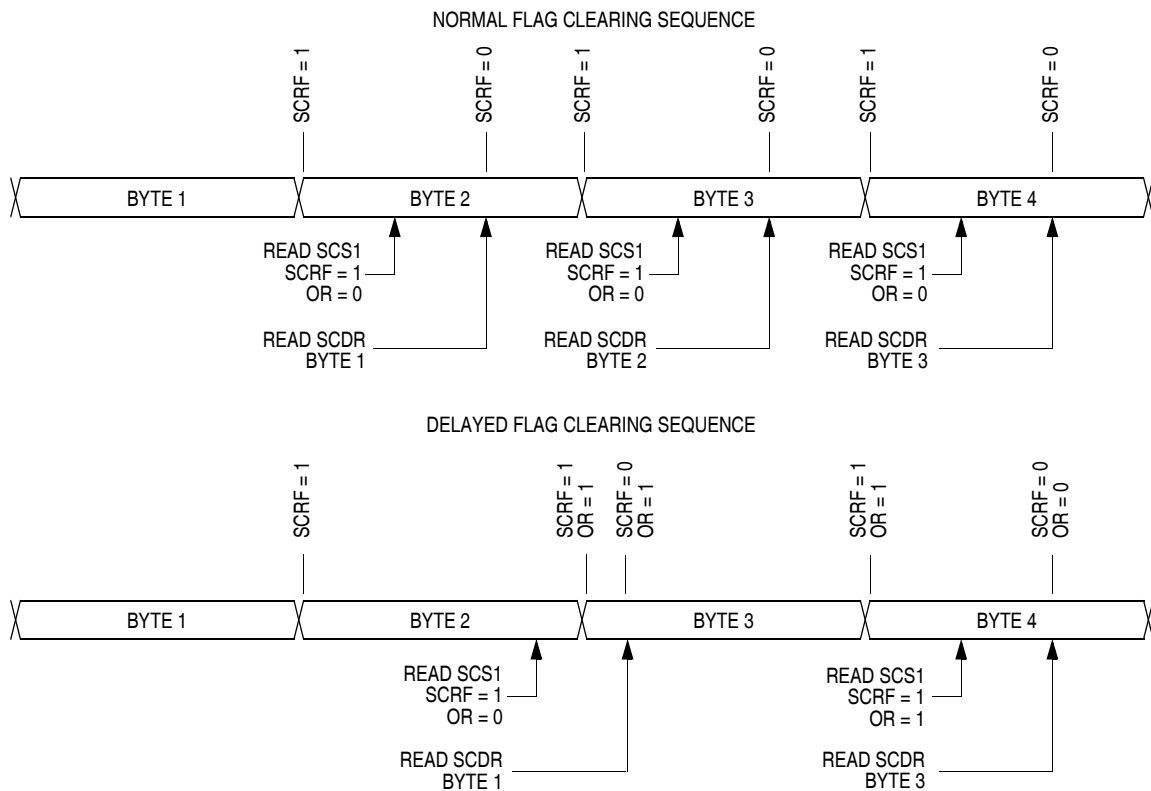 NORMAL FLAG CLEARING SEQUENCE
SCRF = 1
SCRF = 0
SCRF = 1
SCRF = 0
SCRF = 1
SCRF = 0
BYTE 1
BYTE 2
BYTE 3
BYTE 4
READ SCS1
SCRF = 1
OR = 0
READ SCS1
SCRF = 1
OR = 0
READ SCS1
SCRF = 1
OR = 0
READ SCDR
BYTE 1
READ SCDR
BYTE 2
READ SCDR
BYTE 3
DELAYED FLAG CLEARING SEQUENCE
SCRF = 1
SCRF = 1
OR = 1
SCRF = 0
OR = 1
SCRF = 1
OR = 1
SCRF = 0
OR = 0
BYTE 1
BYTE 2
BYTE 3
BYTE 4
READ SCS1
SCRF = 1
OR = 0
READ SCS1
SCRF = 1
OR = 1
READ SCDR
BYTE 1
READ SCDR
BYTE 3